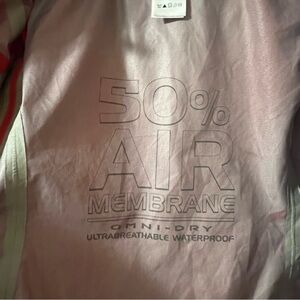 50%
AIR
MEMBRANE
OMNI-DRY
ULTRABREATHABLE WATERPROOF